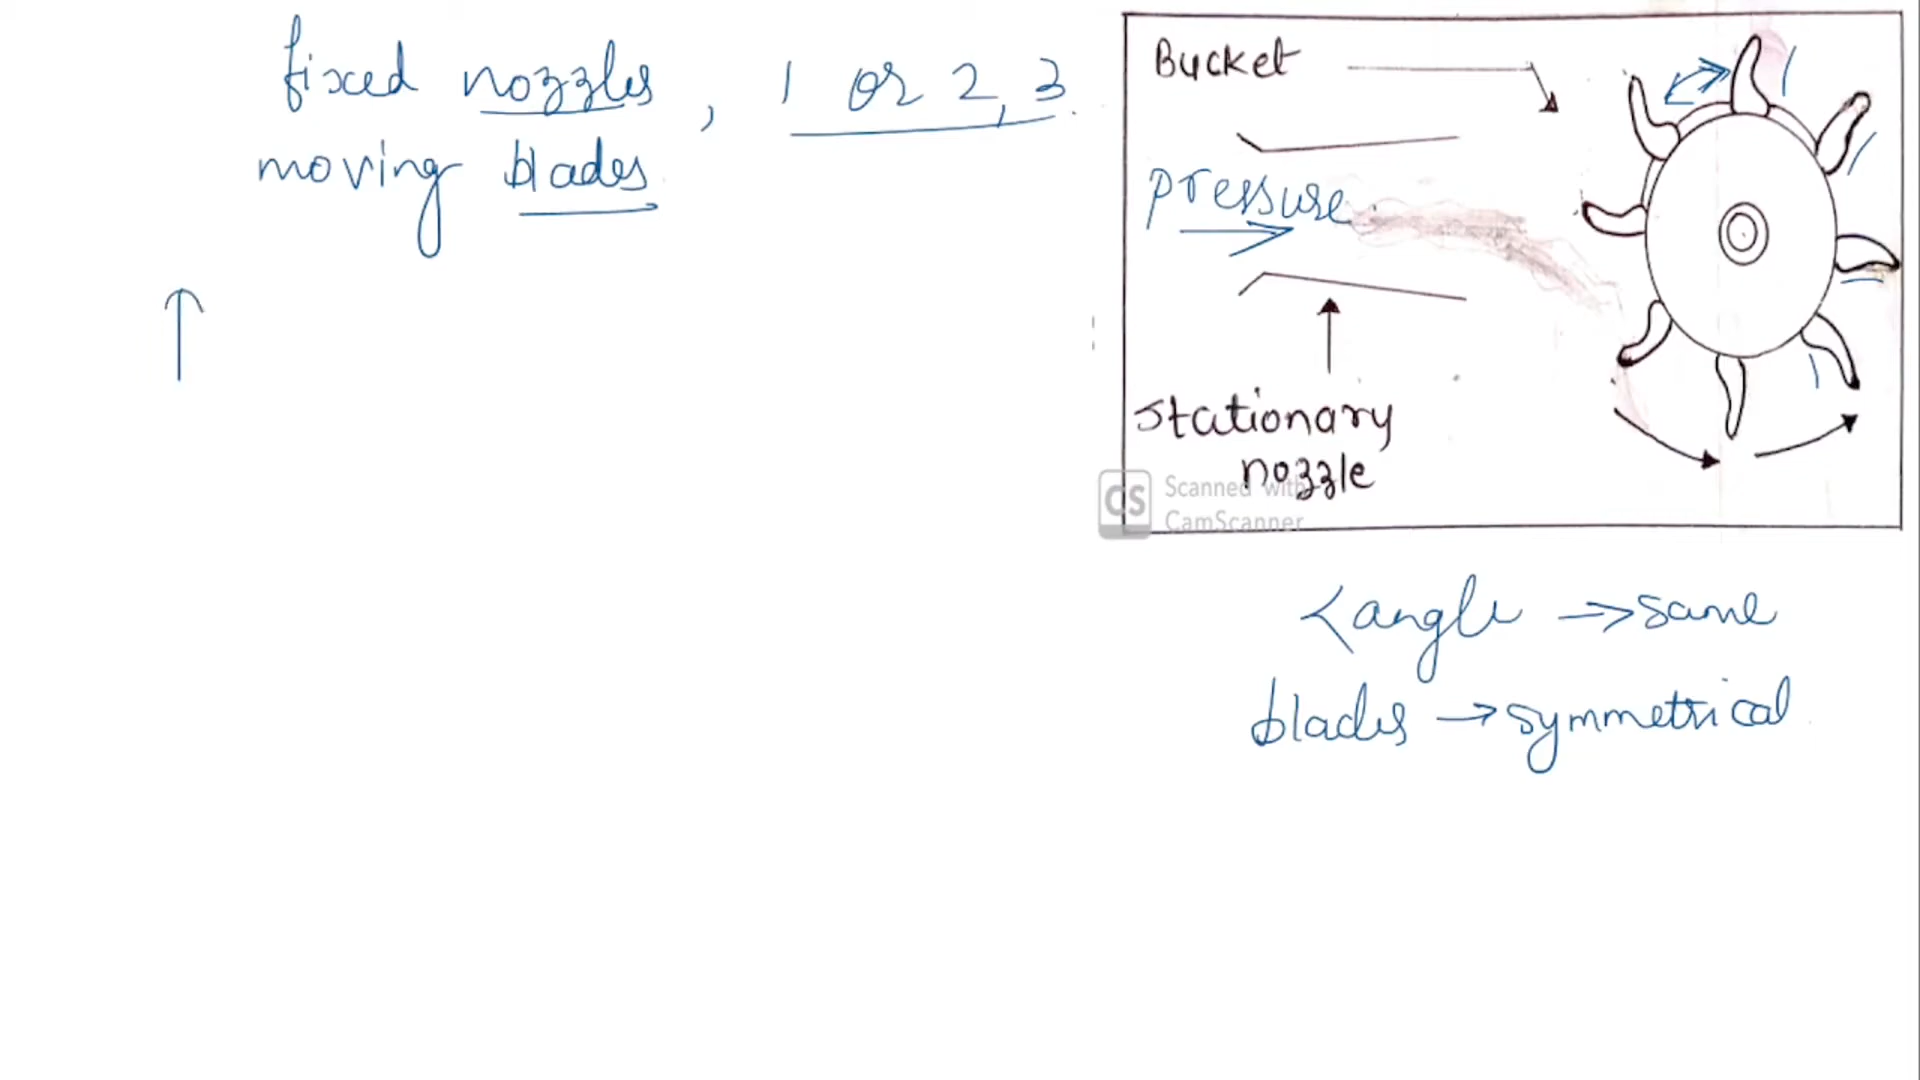 fixed nozzles, 1 or 2, 3.
moving blades
Bucket
Pressure
Stationary
nozzle
CS Scanned with
CamScanner
<angle → same
blades → symmetrical